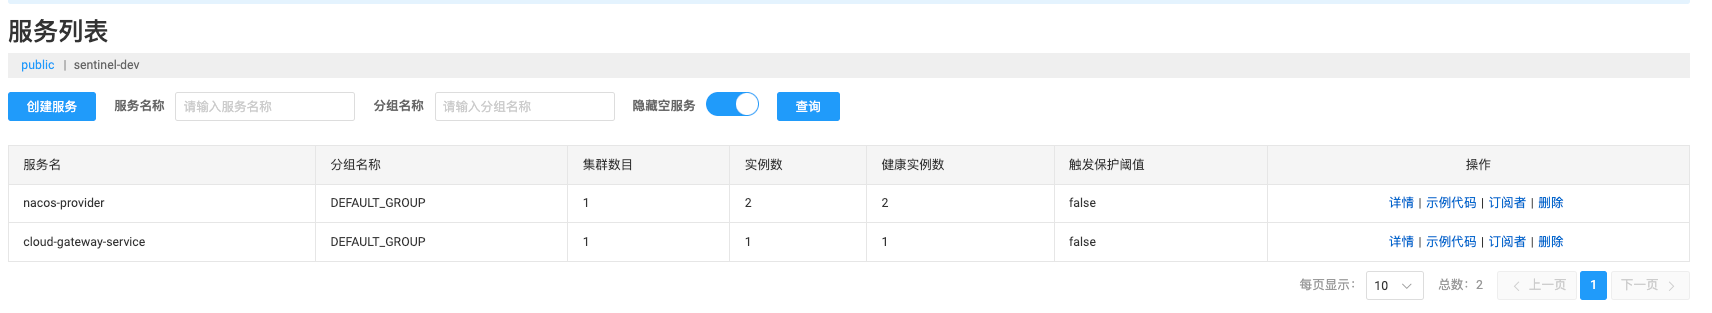 服务列表
public | sentinel-dev
创建服务 服务名称 请输入服务名称 分组名称 请输入分组名称 隐藏空服务 查询
服务名 分组名称 集群数目 实例数 健康实例数 触发保护阈值 操作
nacos-provider DEFAULT_GROUP 1 2 2 false 详情 | 示例代码 | 订阅者 | 删除
cloud-gateway-service DEFAULT_GROUP 1 1 1 false 详情 | 示例代码 | 订阅者 | 删除
每页显示： 10 总数：2 上一页 1 下一页